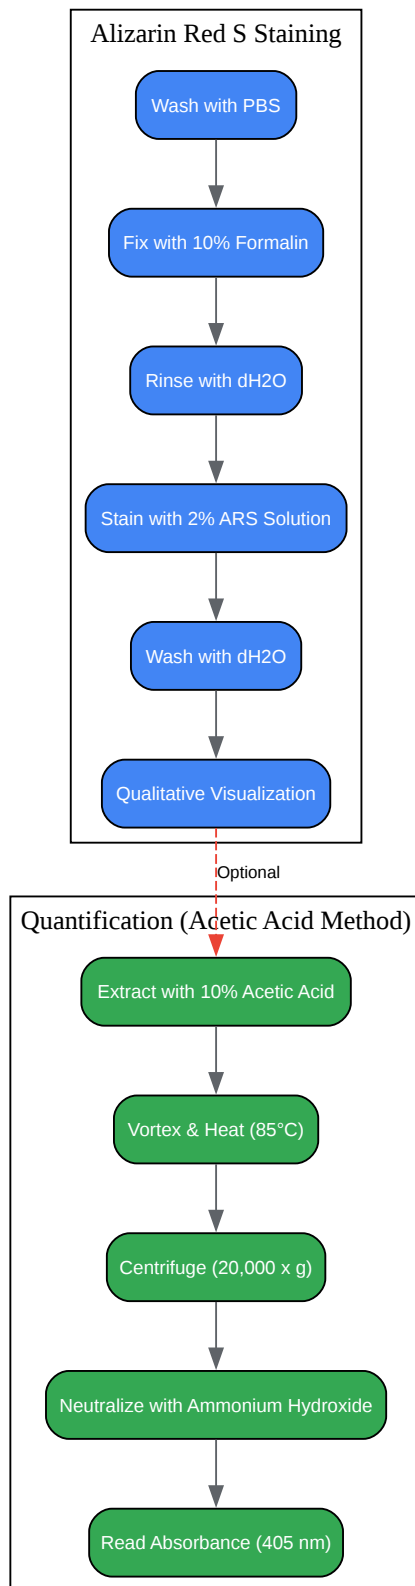 Alizarin Red S Staining
Wash with PBS
Fix with 10% Formalin
Rinse with dH2O
Stain with 2% ARS Solution
Wash with dH2O
Qualitative Visualization
Optional
Quantification (Acetic Acid Method)
Extract with 10% Acetic Acid
Vortex & Heat (85°C)
Centrifuge (20,000 x g)
Neutralize with Ammonium Hydroxide
Read Absorbance (405 nm)